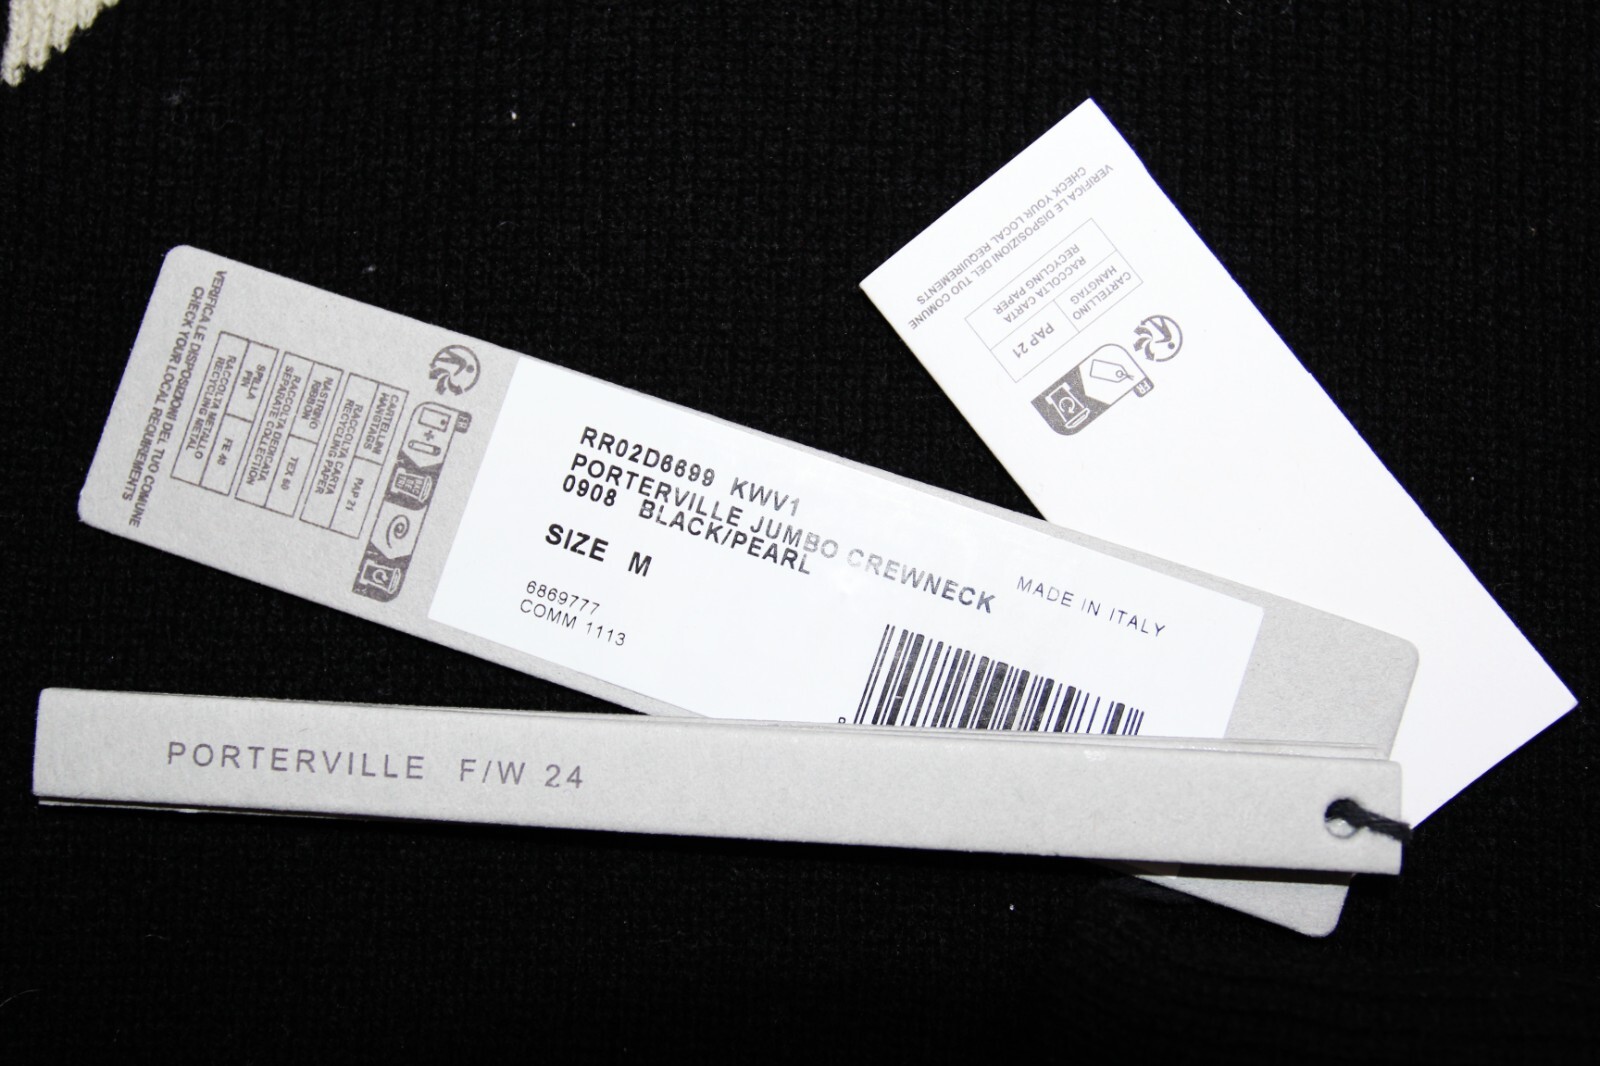 VERIFICA LE DISPOSIZIONI DEL TUO COMUNE
CHECK YOUR LOCAL REQUIREMENTS
RACCOLTA CARTA
RECYCLING PAPER
CARTELLINO
HANGTAG
PAP 21
FR
FR
CARTELLINI
HANGTAGS
PAP 21
RACCOLTA CARTA
RECYCLING PAPER
NASTRINO
RIBBON
TEX 60
RACCOLTA DEDICATA
SEPARATE COLLECTION
SPILLA
PIN
FE 40
RACCOLTA METALLO
RECYCLING METAL
VERIFICA LE DISPOSIZIONI DEL TUO COMUNE
CHECK YOUR LOCAL REQUIREMENTS
RR02D6699 KWV1
PORTERVILLE JUMBO CREWNECK
0908 BLACK/PEARL
SIZE M
MADE IN ITALY
6869777
COMM 1113
PORTERVILLE F/W 24